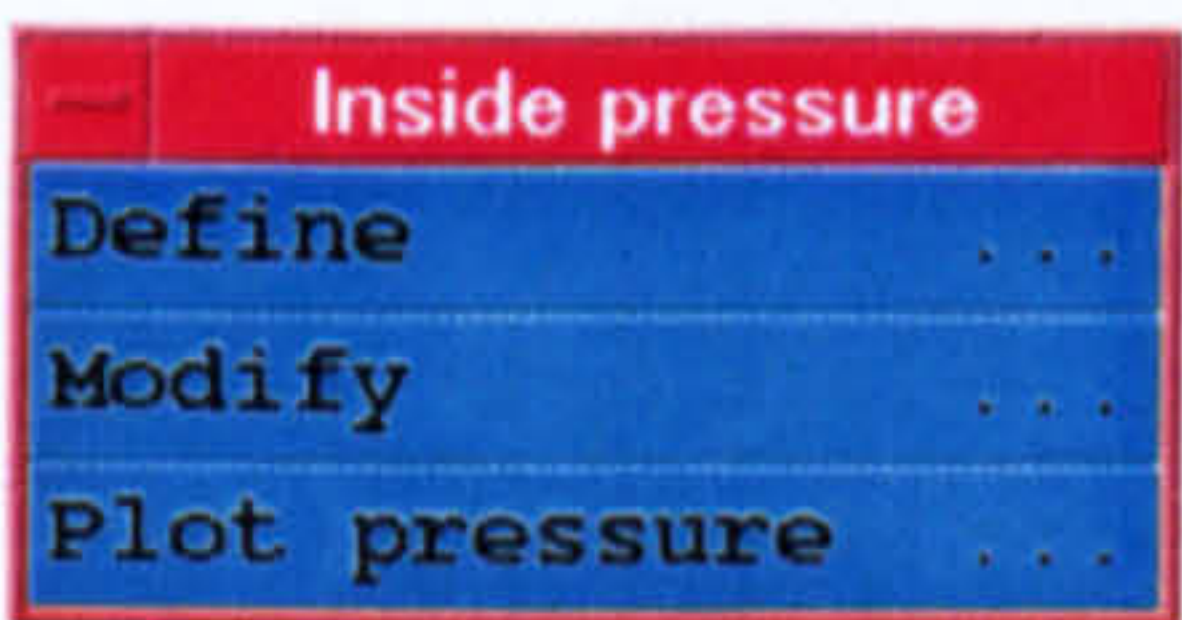 Inside pressure
Define ...
Modify ...
Plot pressure ...